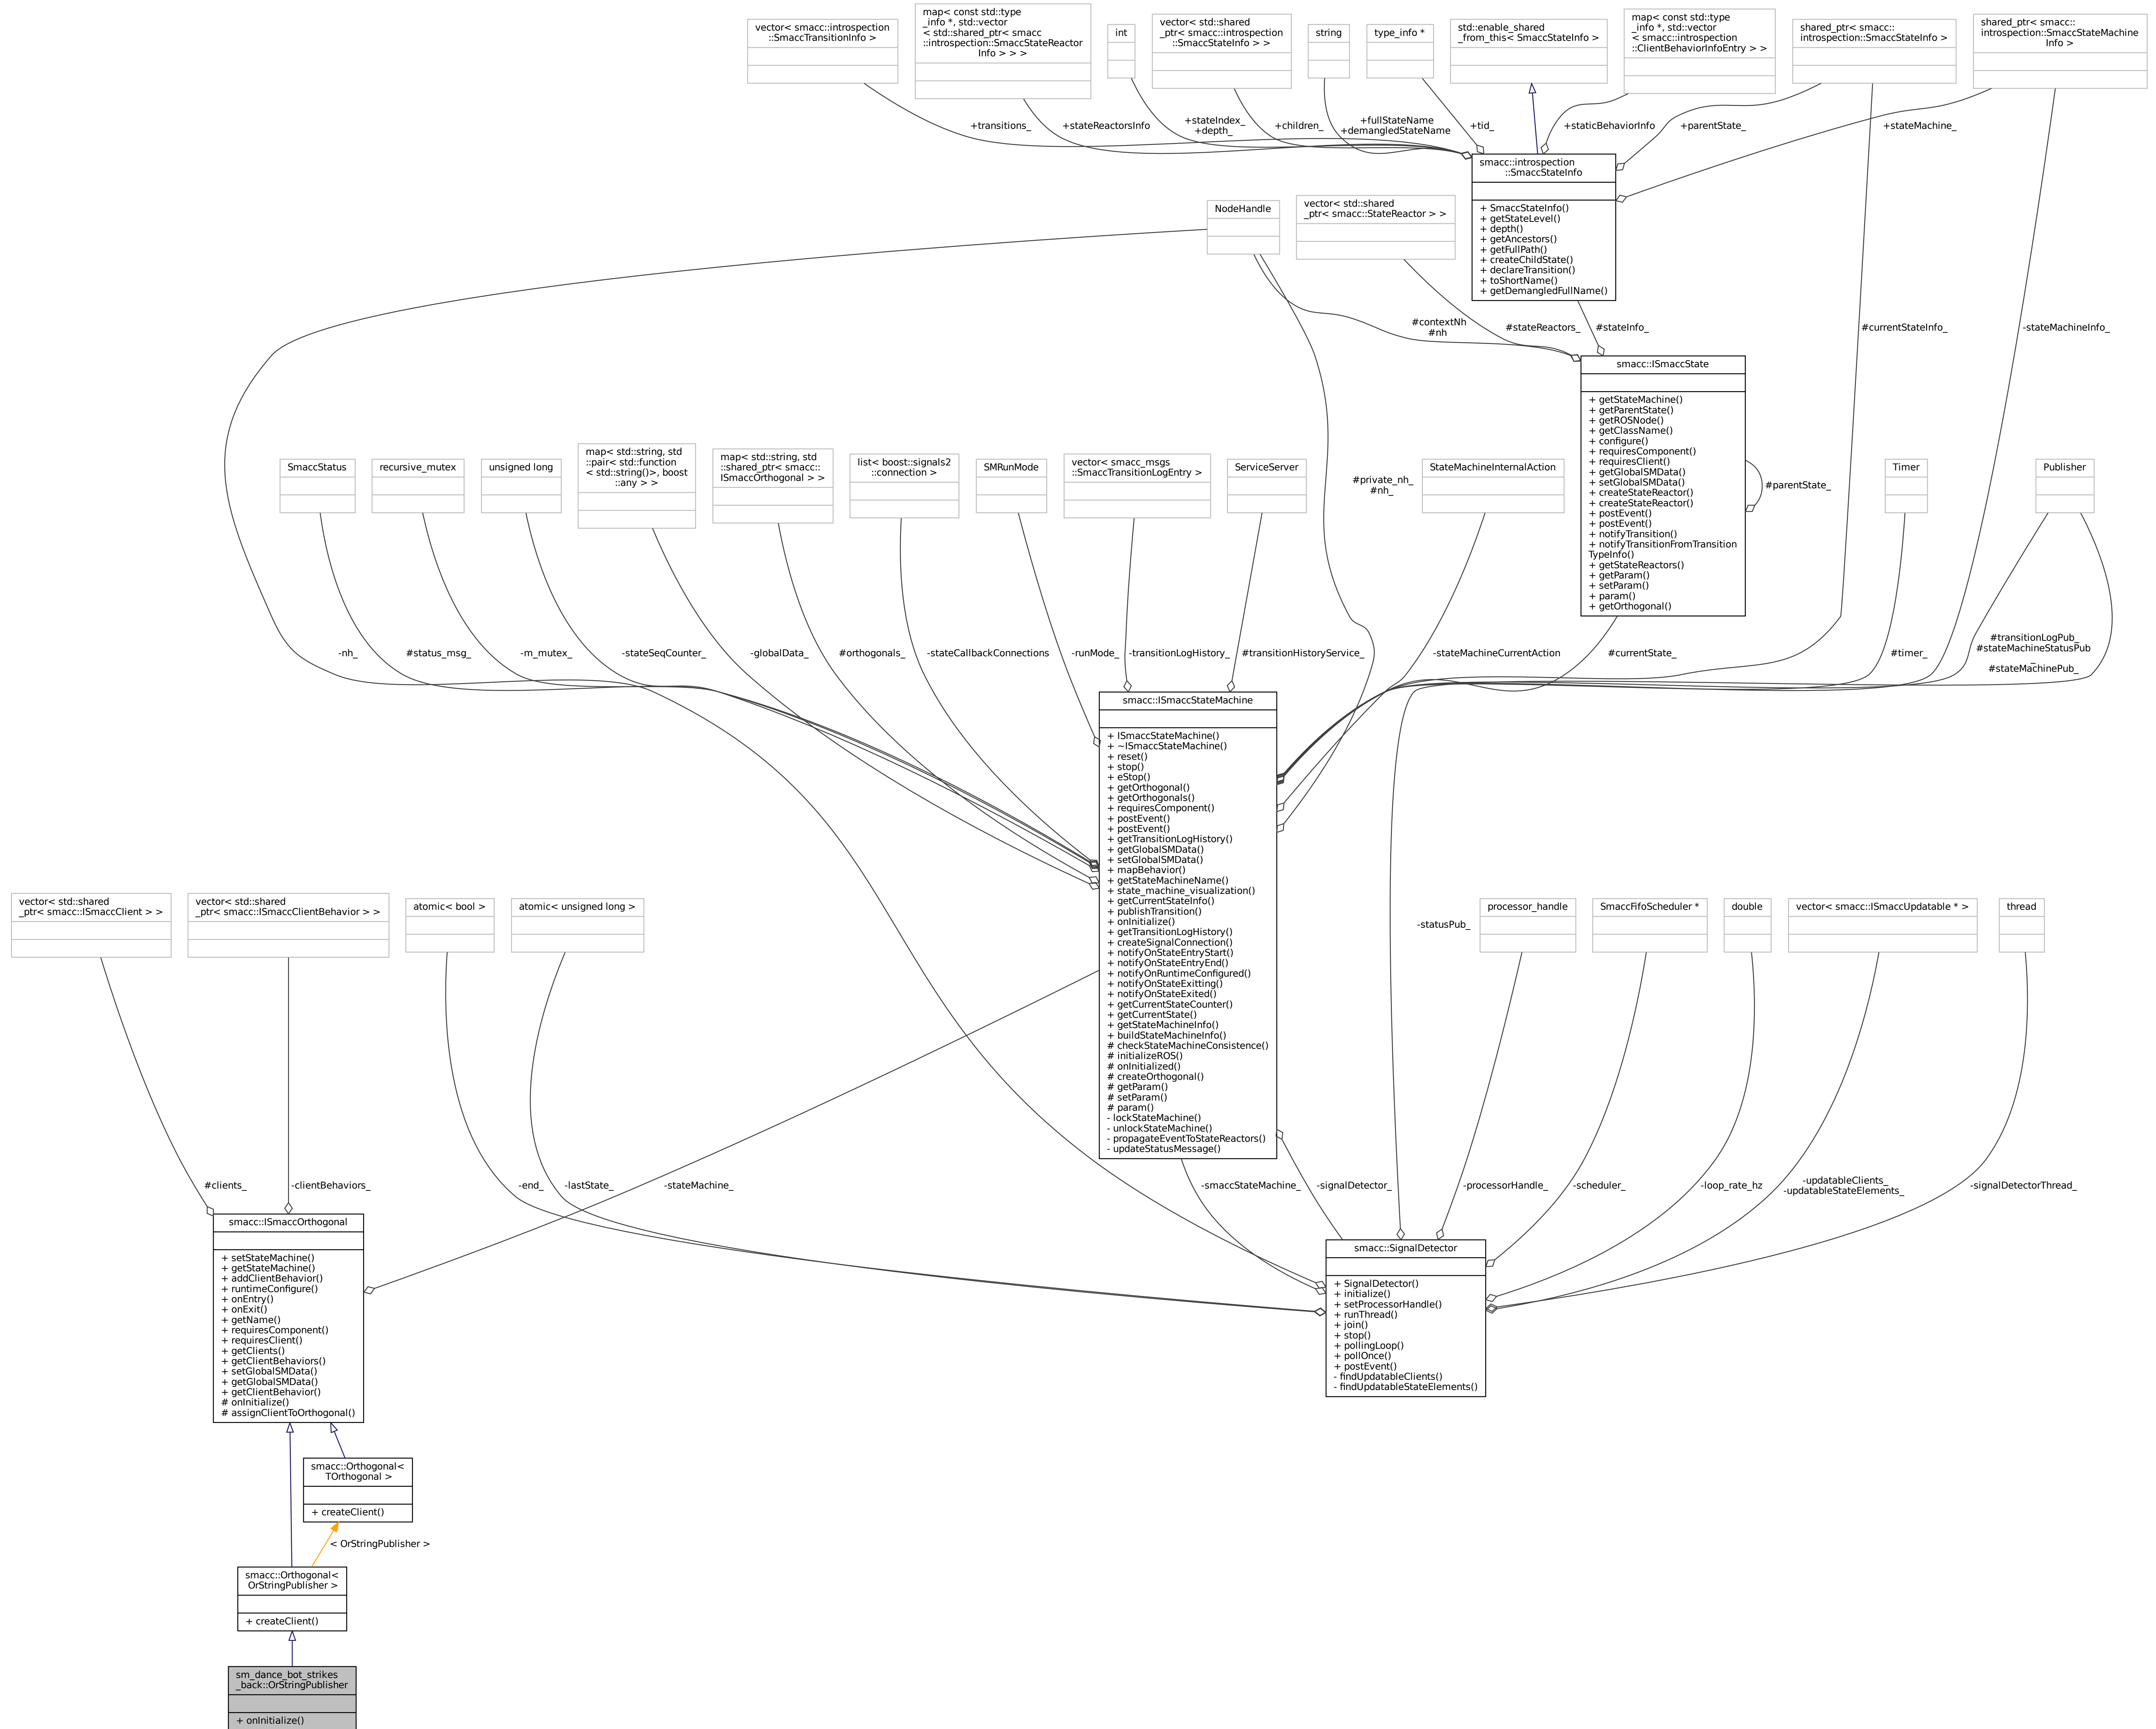 vector< smacc::introspection
::SmaccTransitionInfo >
map< const std::type
_info *, std::vector
< std::shared_ptr< smacc
::introspection::SmaccStateReactor
Info > > >
int
vector< std::shared
_ptr< smacc::introspection
::SmaccStateInfo > >
string
type_info *
std::enable_shared
_from_this< SmaccStateInfo >
map< const std::type
_info *, std::vector
< smacc::introspection
::ClientBehaviorInfoEntry > >
shared_ptr< smacc::
introspection::SmaccStateInfo >
shared_ptr< smacc::
introspection::SmaccStateMachine
Info >
+transitions_
+stateReactorsInfo
+stateIndex_
+depth_
+children_
+fullStateName
+demangledStateName
+tid_
+staticBehaviorInfo
+parentState_
+stateMachine_
smacc::introspection
::SmaccStateInfo
+ SmaccStateInfo()
+ getStateLevel()
+ depth()
+ getAncestors()
+ getFullPath()
+ createChildState()
+ declareTransition()
+ toShortName()
+ getDemangledFullName()
NodeHandle
vector< std::shared
_ptr< smacc::StateReactor > >
#contextNh
#nh
#stateReactors_
#stateInfo_
#currentStateInfo_
-stateMachineInfo_
smacc::ISmaccState
+ getStateMachine()
+ getParentState()
+ getROSNode()
+ getClassName()
+ configure()
+ requiresComponent()
+ requiresClient()
+ getGlobalSMData()
+ setGlobalSMData()
+ createStateReactor()
+ createStateReactor()
+ postEvent()
+ postEvent()
+ notifyTransition()
+ notifyTransitionFromTransition
TypeInfo()
+ getStateReactors()
+ getParam()
+ setParam()
+ param()
+ getOrthogonal()
#parentState_
SmaccStatus
recursive_mutex
unsigned long
map< std::string, std
::pair< std::function
< std::string()>, boost
::any > >
map< std::string, std
::shared_ptr< smacc::
ISmaccOrthogonal > >
list< boost::signals2
::connection >
SMRunMode
vector< smacc_msgs
::SmaccTransitionLogEntry >
ServiceServer
#private_nh_
#nh_
StateMachineInternalAction
Timer
Publisher
-nh_
#status_msg_
-m_mutex_
-stateSeqCounter_
-globalData_
#orthogonals_
-stateCallbackConnections
-runMode_
-transitionLogHistory_
#transitionHistoryService_
-stateMachineCurrentAction
#currentState_
#timer_
#transitionLogPub_
#stateMachineStatusPub
_
#stateMachinePub_
smacc::ISmaccStateMachine
+ ISmaccStateMachine()
+ ~ISmaccStateMachine()
+ reset()
+ stop()
+ eStop()
+ getOrthogonal()
+ getOrthogonals()
+ requiresComponent()
+ postEvent()
+ postEvent()
+ getTransitionLogHistory()
+ getGlobalSMData()
+ setGlobalSMData()
+ mapBehavior()
+ getStateMachineName()
+ state_machine_visualization()
+ getCurrentStateInfo()
+ publishTransition()
+ onInitialize()
+ getTransitionLogHistory()
+ createSignalConnection()
+ notifyOnStateEntryStart()
+ notifyOnStateEntryEnd()
+ notifyOnRuntimeConfigured()
+ notifyOnStateExitting()
+ notifyOnStateExited()
+ getCurrentStateCounter()
+ getCurrentState()
+ getStateMachineInfo()
+ buildStateMachineInfo()
# checkStateMachineConsistence()
# initializeROS()
# onInitialized()
# createOrthogonal()
# getParam()
# setParam()
# param()
- lockStateMachine()
- unlockStateMachine()
- propagateEventToStateReactors()
- updateStatusMessage()
vector< std::shared
_ptr< smacc::ISmaccClient > >
vector< std::shared
_ptr< smacc::ISmaccClientBehavior > >
atomic< bool >
atomic< unsigned long >
-statusPub_
processor_handle
SmaccFifoScheduler *
double
vector< smacc::ISmaccUpdatable * >
thread
#clients_
-clientBehaviors_
-end_
-lastState_
-stateMachine_
-smaccStateMachine_
-signalDetector_
-processorHandle_
-scheduler_
-loop_rate_hz
-updatableClients_
-updatableStateElements_
-signalDetectorThread_
smacc::ISmaccOrthogonal
+ setStateMachine()
+ getStateMachine()
+ addClientBehavior()
+ runtimeConfigure()
+ onEntry()
+ onExit()
+ getName()
+ requiresComponent()
+ requiresClient()
+ getClients()
+ getClientBehaviors()
+ setGlobalSMData()
+ getGlobalSMData()
+ getClientBehavior()
# onInitialize()
# assignClientToOrthogonal()
smacc::SignalDetector
+ SignalDetector()
+ initialize()
+ setProcessorHandle()
+ runThread()
+ join()
+ stop()
+ pollingLoop()
+ pollOnce()
+ postEvent()
- findUpdatableClients()
- findUpdatableStateElements()
smacc::Orthogonal<
TOrthogonal >
+ createClient()
< OrStringPublisher >
smacc::Orthogonal<
OrStringPublisher >
+ createClient()
sm_dance_bot_strikes
_back::OrStringPublisher
+ onInitialize()